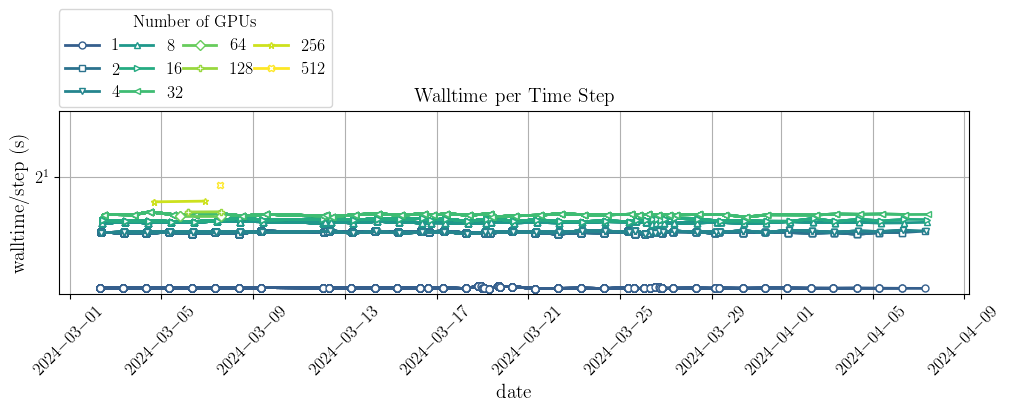 Number of GPUs
1 8 64 256
2 16 128 512
4 32
Walltime per Time Step
walltime/step (s)
2¹
2024−03−01 2024−03−05 2024−03−09 2024−03−13 2024−03−17 2024−03−21 2024−03−25 2024−03−29 2024−04−01 2024−04−05 2024−04−09
date